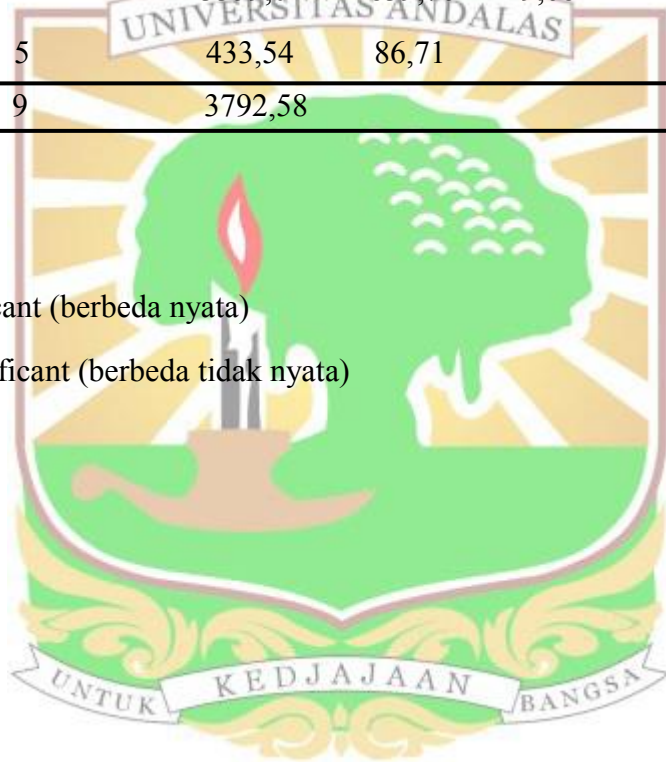 UNIVERSITAS ANDALAS
5 433,54 86,71
9 3792,58
cant (berbeda nyata)
ficant (berbeda tidak nyata)
UNTUK KEDJAJAAN BANGSA